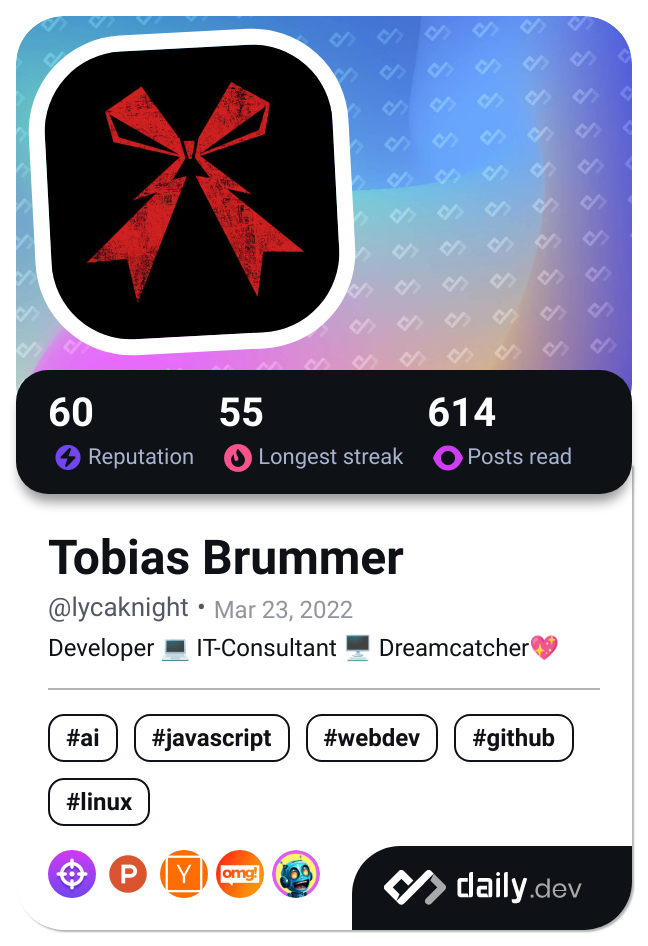 60 55 614
Reputation Longest streak Posts read
Tobias Brummer
@lycaknight • Mar 23, 2022
Developer 💻 IT-Consultant 🖥️ Dreamcatcher💖
#ai #javascript #webdev #github
#linux
P Y omg!
daily.dev